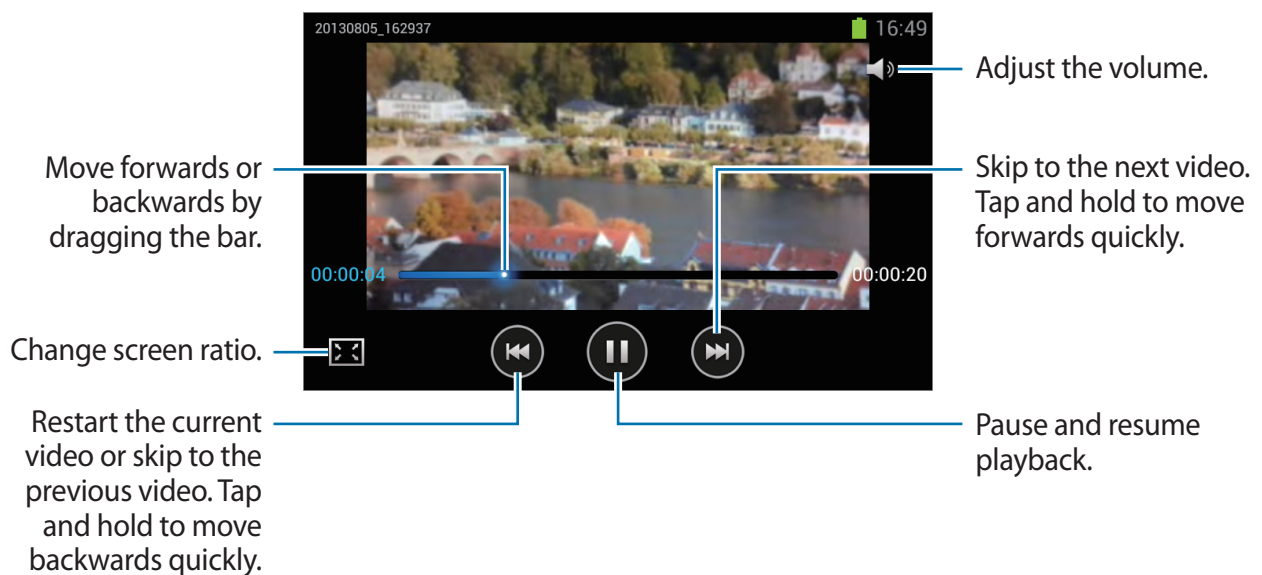 20130805_162937
16:49
Adjust the volume.
Move forwards or
backwards by
dragging the bar.
Skip to the next video.
Tap and hold to move
forwards quickly.
00:00:04
00:00:20
Change screen ratio.
Restart the current
video or skip to the
previous video. Tap
and hold to move
backwards quickly.
Pause and resume
playback.